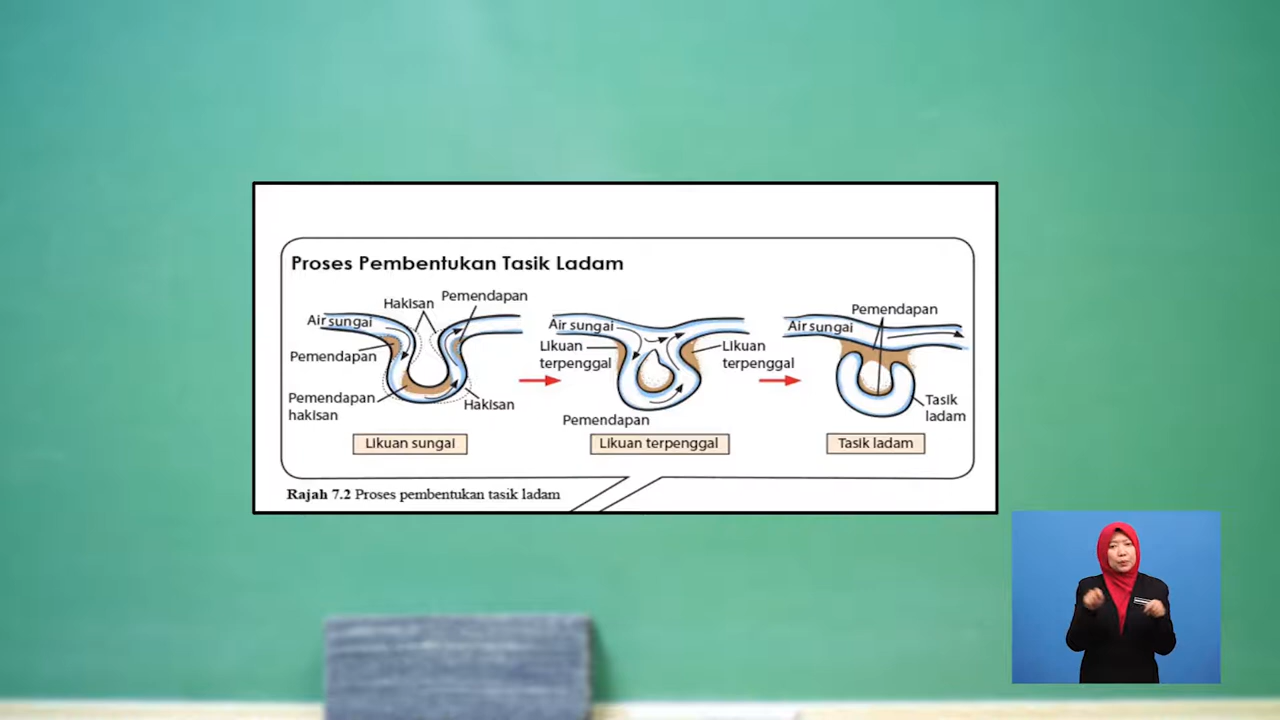 Proses Pembentukan Tasik Ladam
Hakisan
Pemendapan
Air sungai
Pemendapan
Pemendapan
hakisan
Hakisan
Likuan sungai
Air sungai
Likuan
terpenggal
Likuan
terpenggal
Pemendapan
Likuan terpenggal
Pemendapan
Air sungai
Tasik
ladam
Tasik ladam
Rajah 7.2 Proses pembentukan tasik ladam